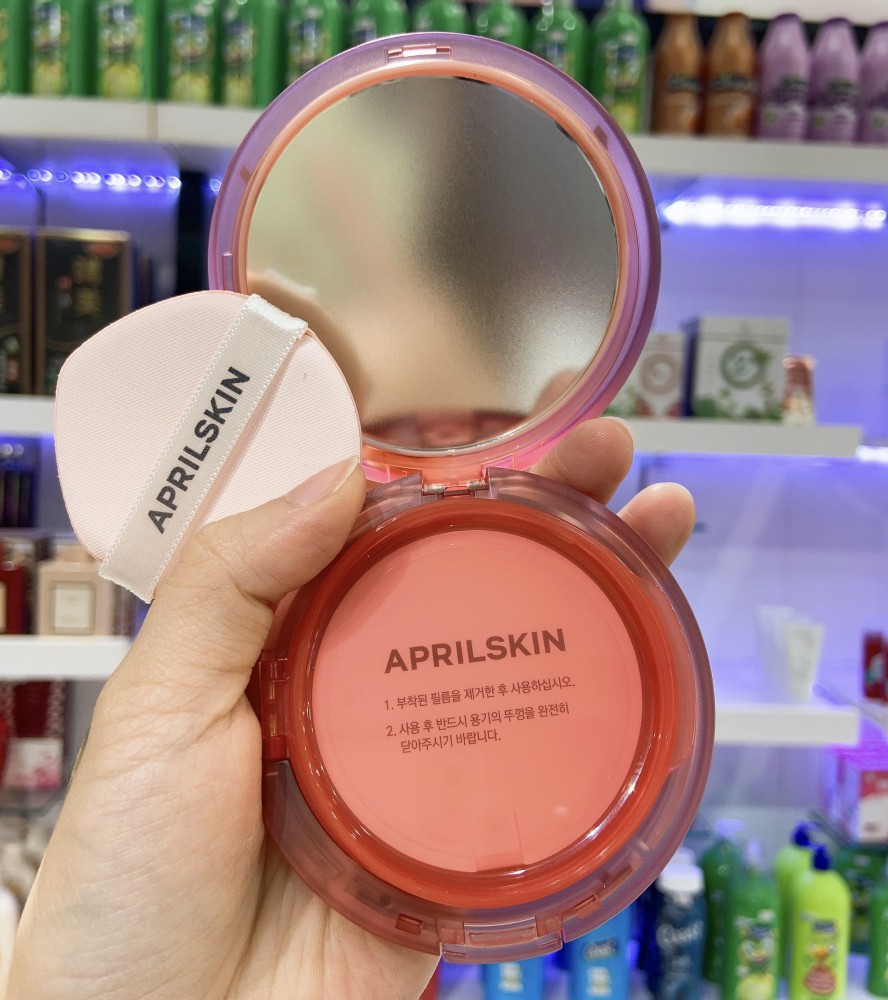 APRILSKIN
APRILSKIN
1. 부착된 필름을 제거한 후 사용하십시오.
2. 사용 후 반드시 용기의 뚜껑을 완전히
닫아주시기 바랍니다.